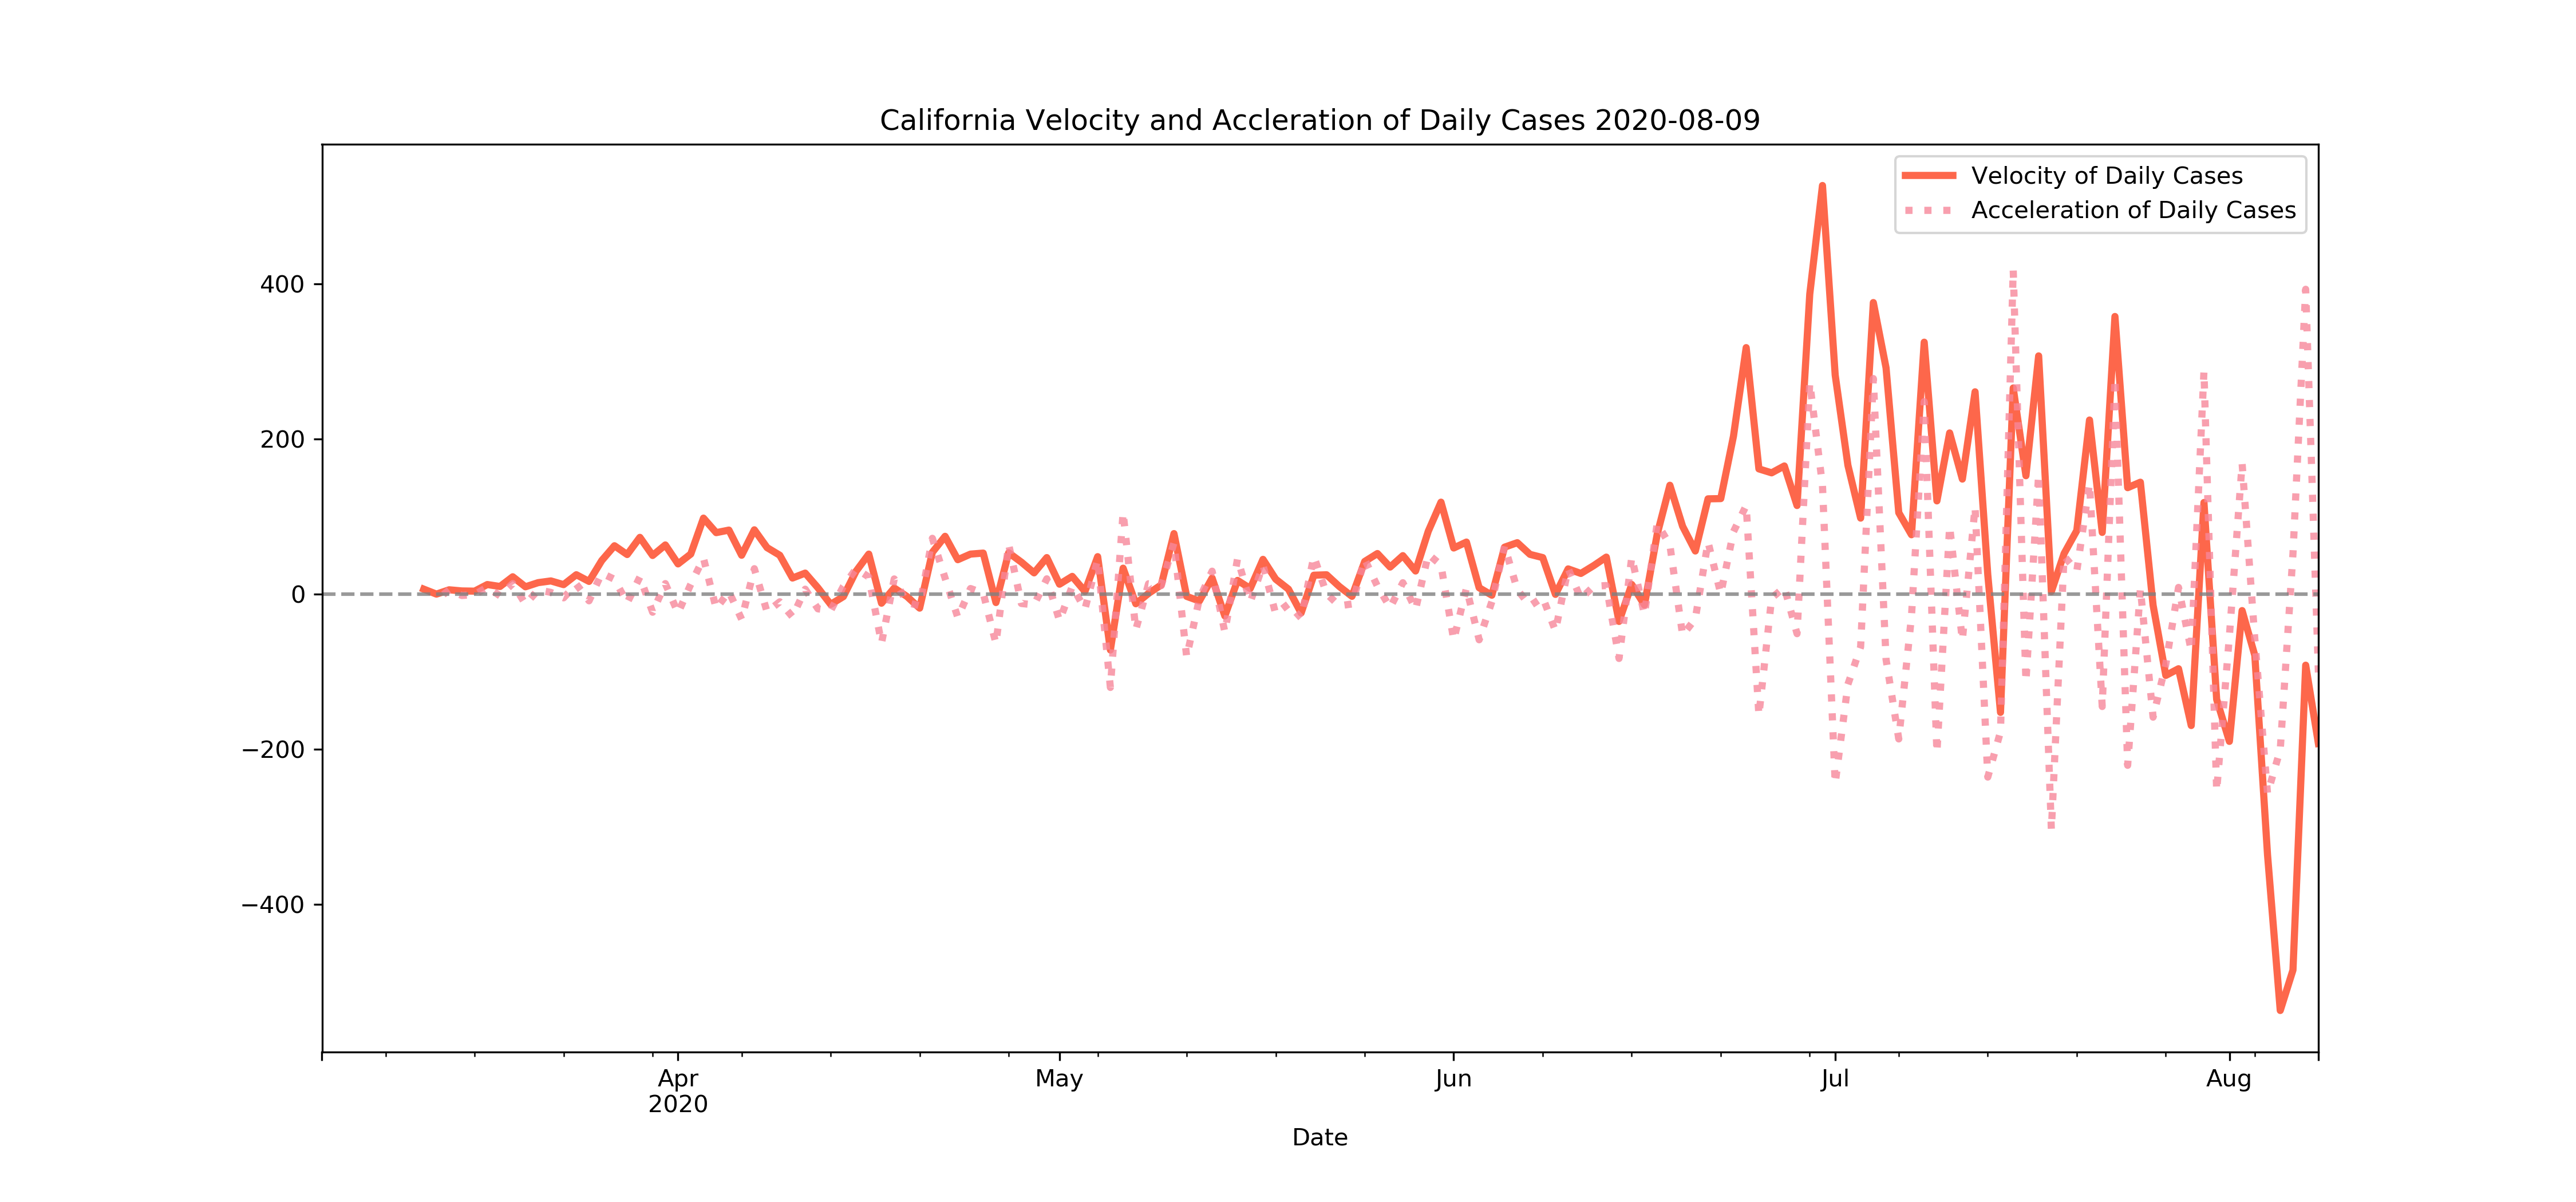 California Velocity and Accleration of Daily Cases 2020-08-09
Velocity of Daily Cases
Acceleration of Daily Cases
400
200
0
−200
−400
Apr
2020
May
Jun
Jul
Aug
Date